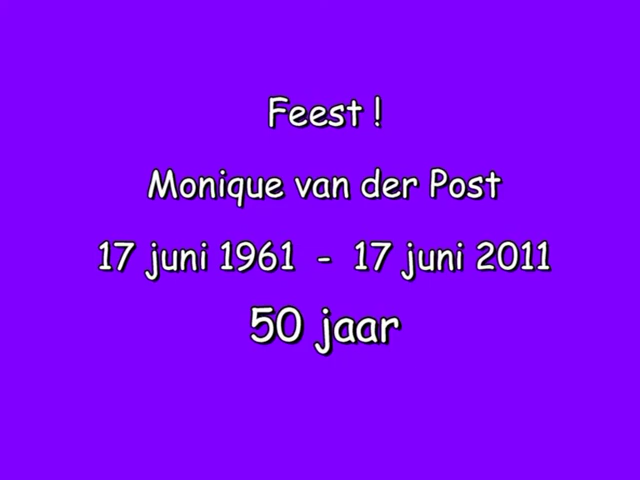 Feest !
Monique van der Post
17 juni 1961 - 17 juni 2011
50 jaar